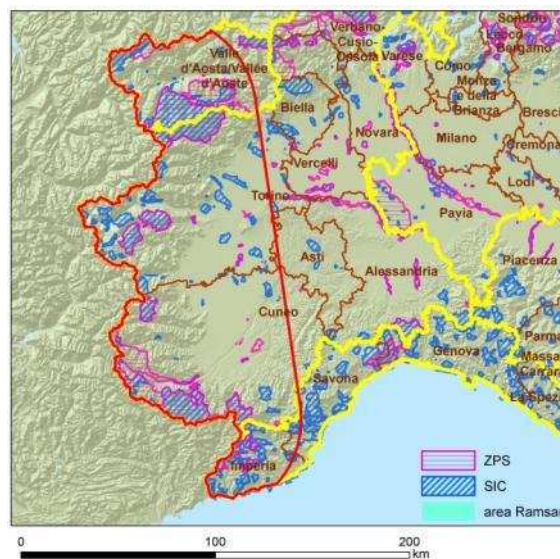 Verbano-
Cusio-
Ossola
Varese
Sondrio
Lecco
Bergamo
Como
Monza
e della
Brianza
Bresci
Valle
d'Aosta/Vallée
d'Aoste
Biella
Novara
Milano
Cremona
Vercelli
Lodi
Torino
Pavia
Asti
Alessandria
Piacenza
Cuneo
Parma
Genova
Massa
Carrara
Savona
La Spezia
Imperia
ZPS
SIC
area Ramsar
0
100
200
km